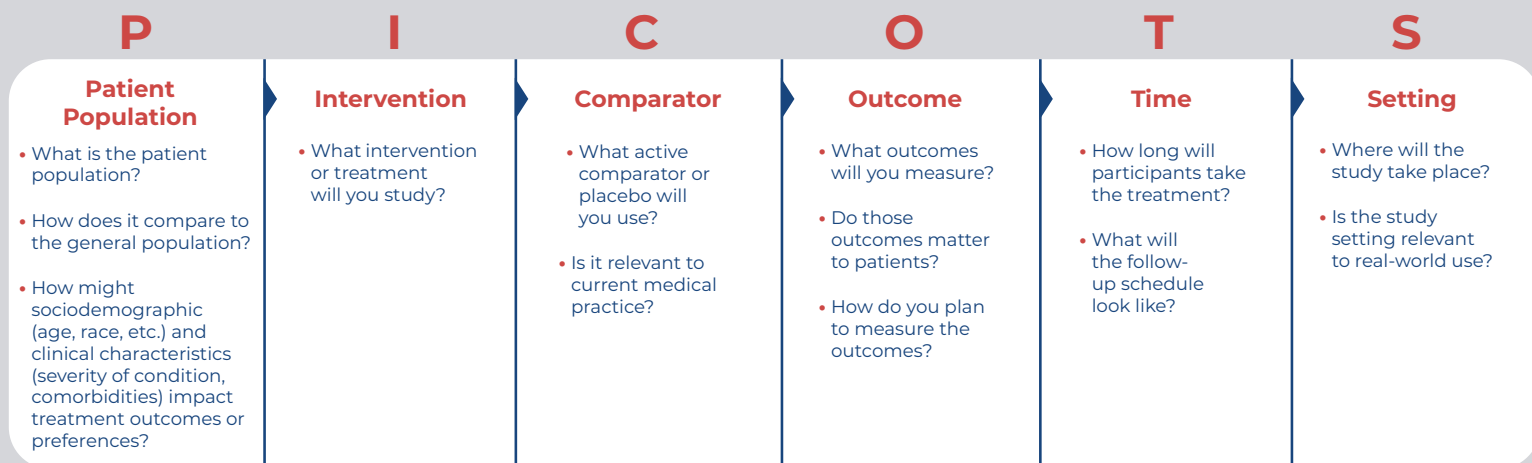 P
I
C
O
T
S
Patient
Population
• What is the patient
population?
• How does it compare to
the general population?
• How might
sociodemographic
(age, race, etc.) and
clinical characteristics
(severity of condition,
comorbidities) impact
treatment outcomes or
preferences?
Intervention
• What intervention
or treatment
will you study?
Comparator
• What active
comparator or
placebo will
you use?
• Is it relevant to
current medical
practice?
Outcome
• What outcomes
will you measure?
• Do those
outcomes matter
to patients?
• How do you plan
to measure the
outcomes?
Time
• How long will
participants take
the treatment?
• What will
the follow-
up schedule
look like?
Setting
• Where will the
study take place?
• Is the study
setting relevant
to real-world use?